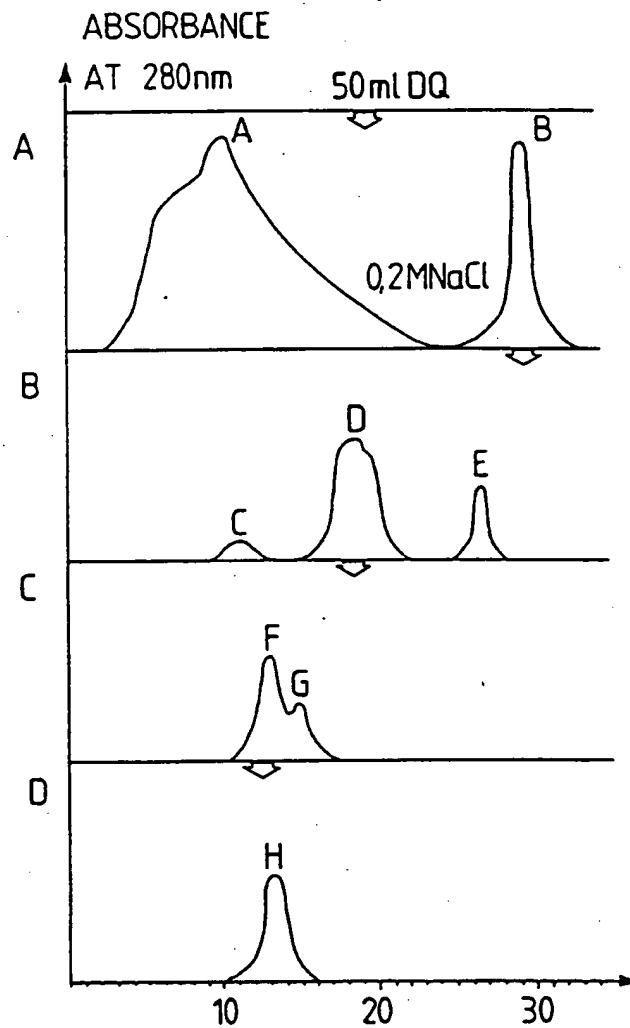 ABSORBANCE
AT 280nm
50ml DQ
A
A
B
0,2MNaCl
B
C
D
E
C
F
G
D
H
10
20
30